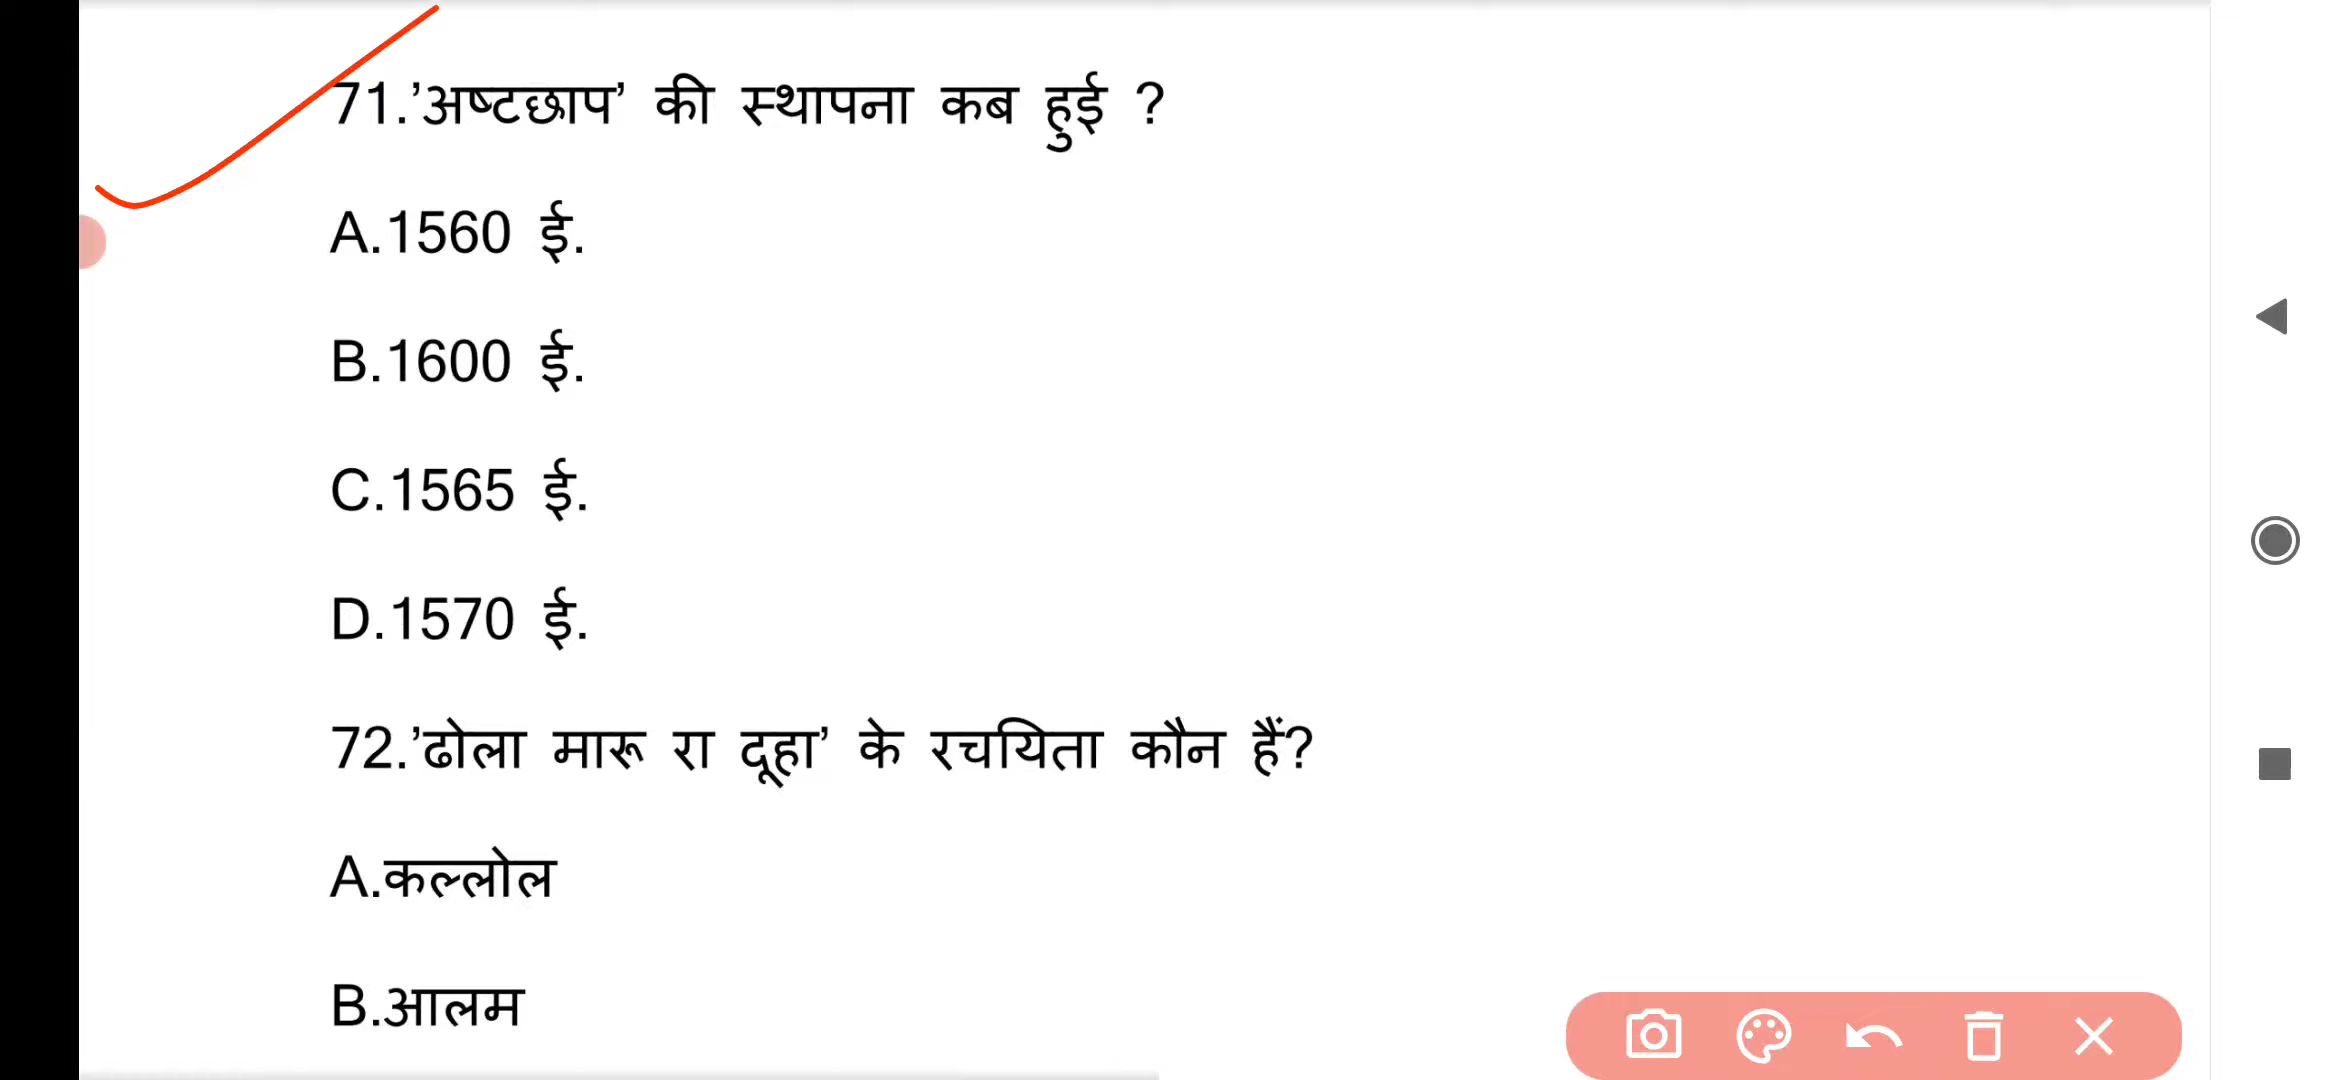 71.’अष्टछाप’ की स्थापना कब हुई ?
A.1560 ई.
B.1600 ई.
C.1565 ई.
D.1570 ई.
72.’ढोला मारू रा दूहा’ के रचयिता कौन हैं?
A.कल्लोल
B.आलम